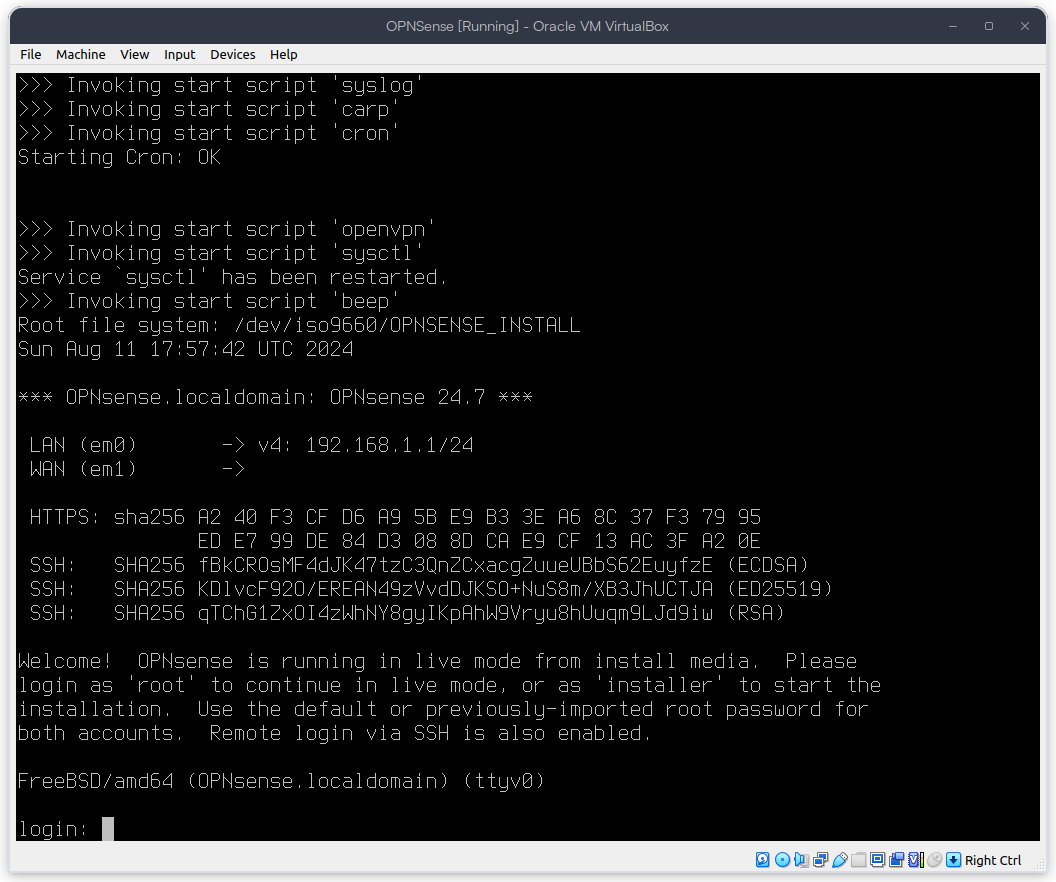 OPNSense [Running] - Oracle VM VirtualBox
File Machine View Input Devices Help
>>> Invoking start script 'syslog'
>>> Invoking start script 'carp'
>>> Invoking start script 'cron'
Starting Cron: OK
>>> Invoking start script 'openvpn'
>>> Invoking start script 'sysctl'
Service `sysctl' has been restarted.
>>> Invoking start script 'beep'
Root file system: /dev/iso9660/OPNSENSE_INSTALL
Sun Aug 11 17:57:42 UTC 2024
*** OPNsense.localdomain: OPNsense 24.7 ***
LAN (em0) -> v4: 192.168.1.1/24
WAN (em1) ->
HTTPS: sha256 A2 40 F3 CF D6 A9 5B E9 B3 3E A6 8C 37 F3 79 95
ED E7 99 DE 84 D3 08 8D CA E9 CF 13 AC 3F A2 0E
SSH: SHA256 fBkCROsMF4dJK47tzC3QnZCxacgZuueUBbS62EuyfzE (ECDSA)
SSH: SHA256 KDlvcF92O/EREAN49zVvdDJKSO+NuS8m/XB3JhUCTJA (ED25519)
SSH: SHA256 qTChG1ZxOI4zWhNY8gyIKpAhW9Vryu8hUuqm9LJd9iw (RSA)
Welcome! OPNsense is running in live mode from install media. Please
login as 'root' to continue in live mode, or as 'installer' to start the
installation. Use the default or previously-imported root password for
both accounts. Remote login via SSH is also enabled.
FreeBSD/amd64 (OPNsense.localdomain) (ttyv0)
login:
Right Ctrl